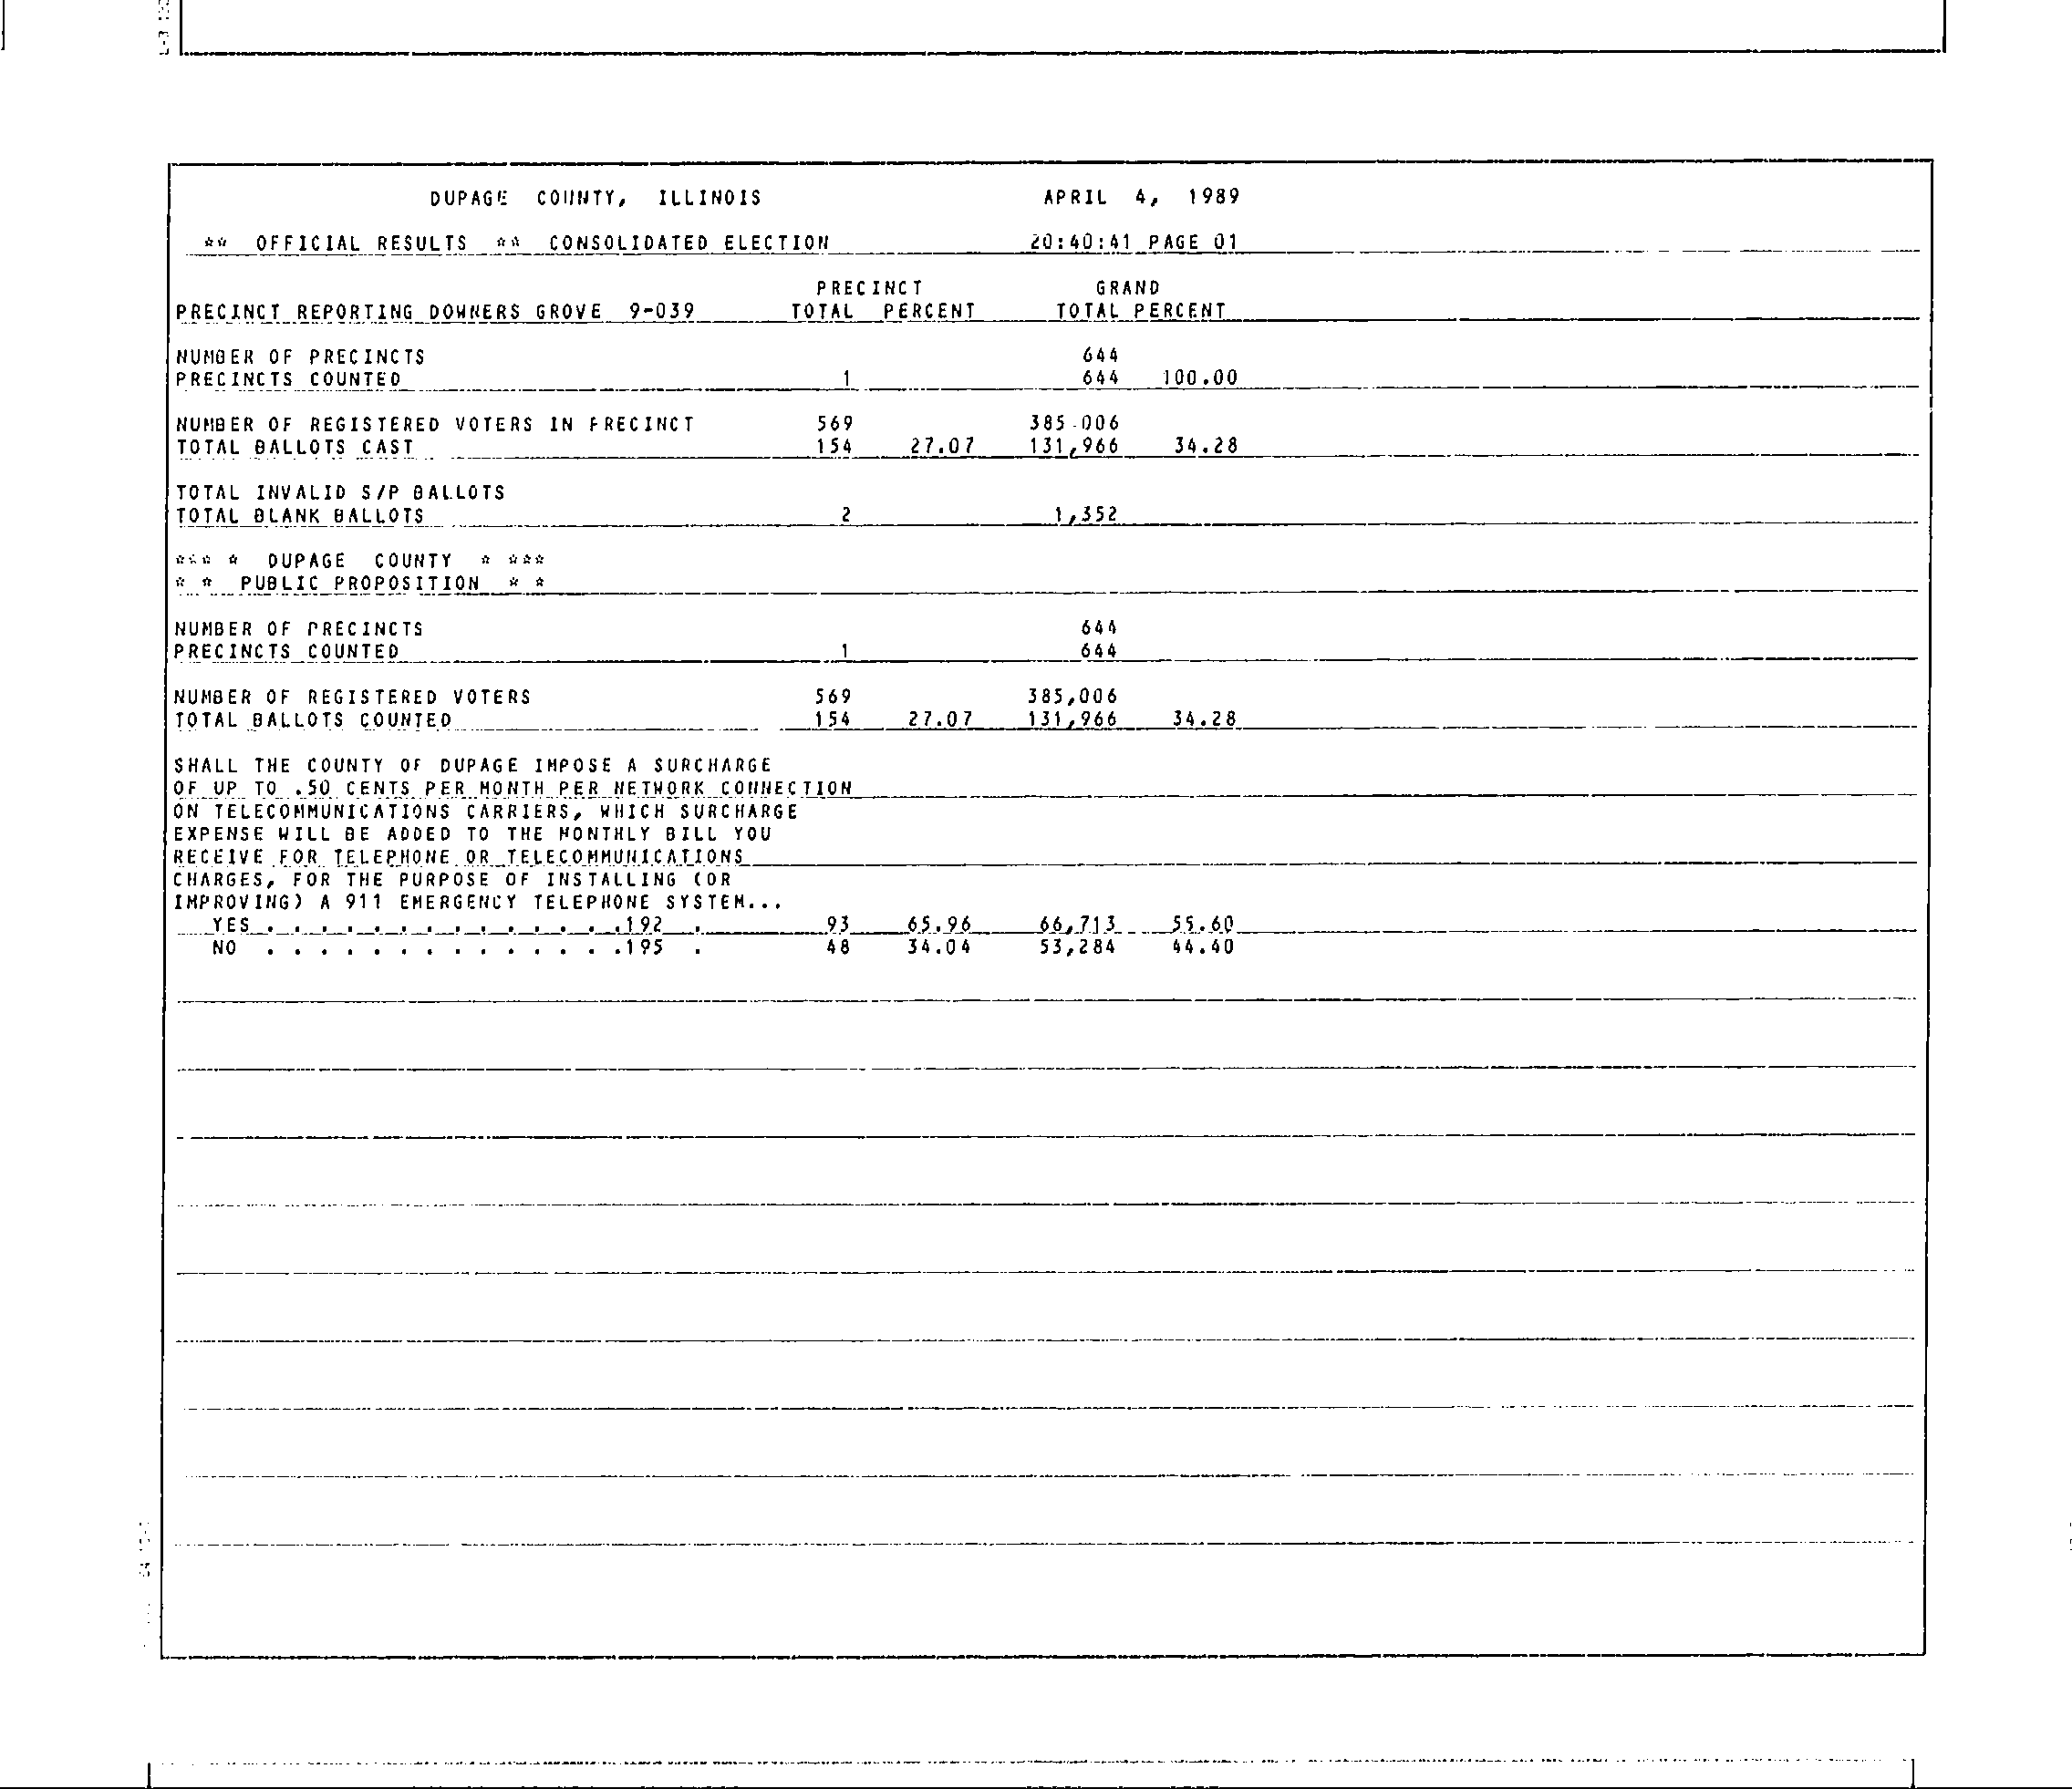 DUPAGE COUNTY, ILLINOIS APRIL 4, 1989
** OFFICIAL RESULTS ** CONSOLIDATED ELECTION 20:40:41 PAGE 01
PRECINCT GRAND
PRECINCT REPORTING DOWNERS GROVE 9-039 TOTAL PERCENT TOTAL PERCENT
NUMBER OF PRECINCTS 644
PRECINCTS COUNTED 1 644 100.00
NUMBER OF REGISTERED VOTERS IN PRECINCT 569 385,006
TOTAL BALLOTS CAST 154 27.07 131,966 34.28
TOTAL INVALID S/P BALLOTS
TOTAL BLANK BALLOTS 2 1,352
*** * DUPAGE COUNTY * ***
* * PUBLIC PROPOSITION * *
NUMBER OF PRECINCTS 644
PRECINCTS COUNTED 1 644
NUMBER OF REGISTERED VOTERS 569 385,006
TOTAL BALLOTS COUNTED 154 27.07 131,966 34.28
SHALL THE COUNTY OF DUPAGE IMPOSE A SURCHARGE
OF UP TO .50 CENTS PER MONTH PER NETWORK CONNECTION
ON TELECOMMUNICATIONS CARRIERS, WHICH SURCHARGE
EXPENSE WILL BE ADDED TO THE MONTHLY BILL YOU
RECEIVE FOR TELEPHONE OR TELECOMMUNICATIONS
CHARGES, FOR THE PURPOSE OF INSTALLING (OR
IMPROVING) A 911 EMERGENCY TELEPHONE SYSTEM...
YES . . . . . . . . . . . . . .192 . 93 65.96 66,713 55.60
NO . . . . . . . . . . . . . .195 . 48 34.04 53,284 44.40